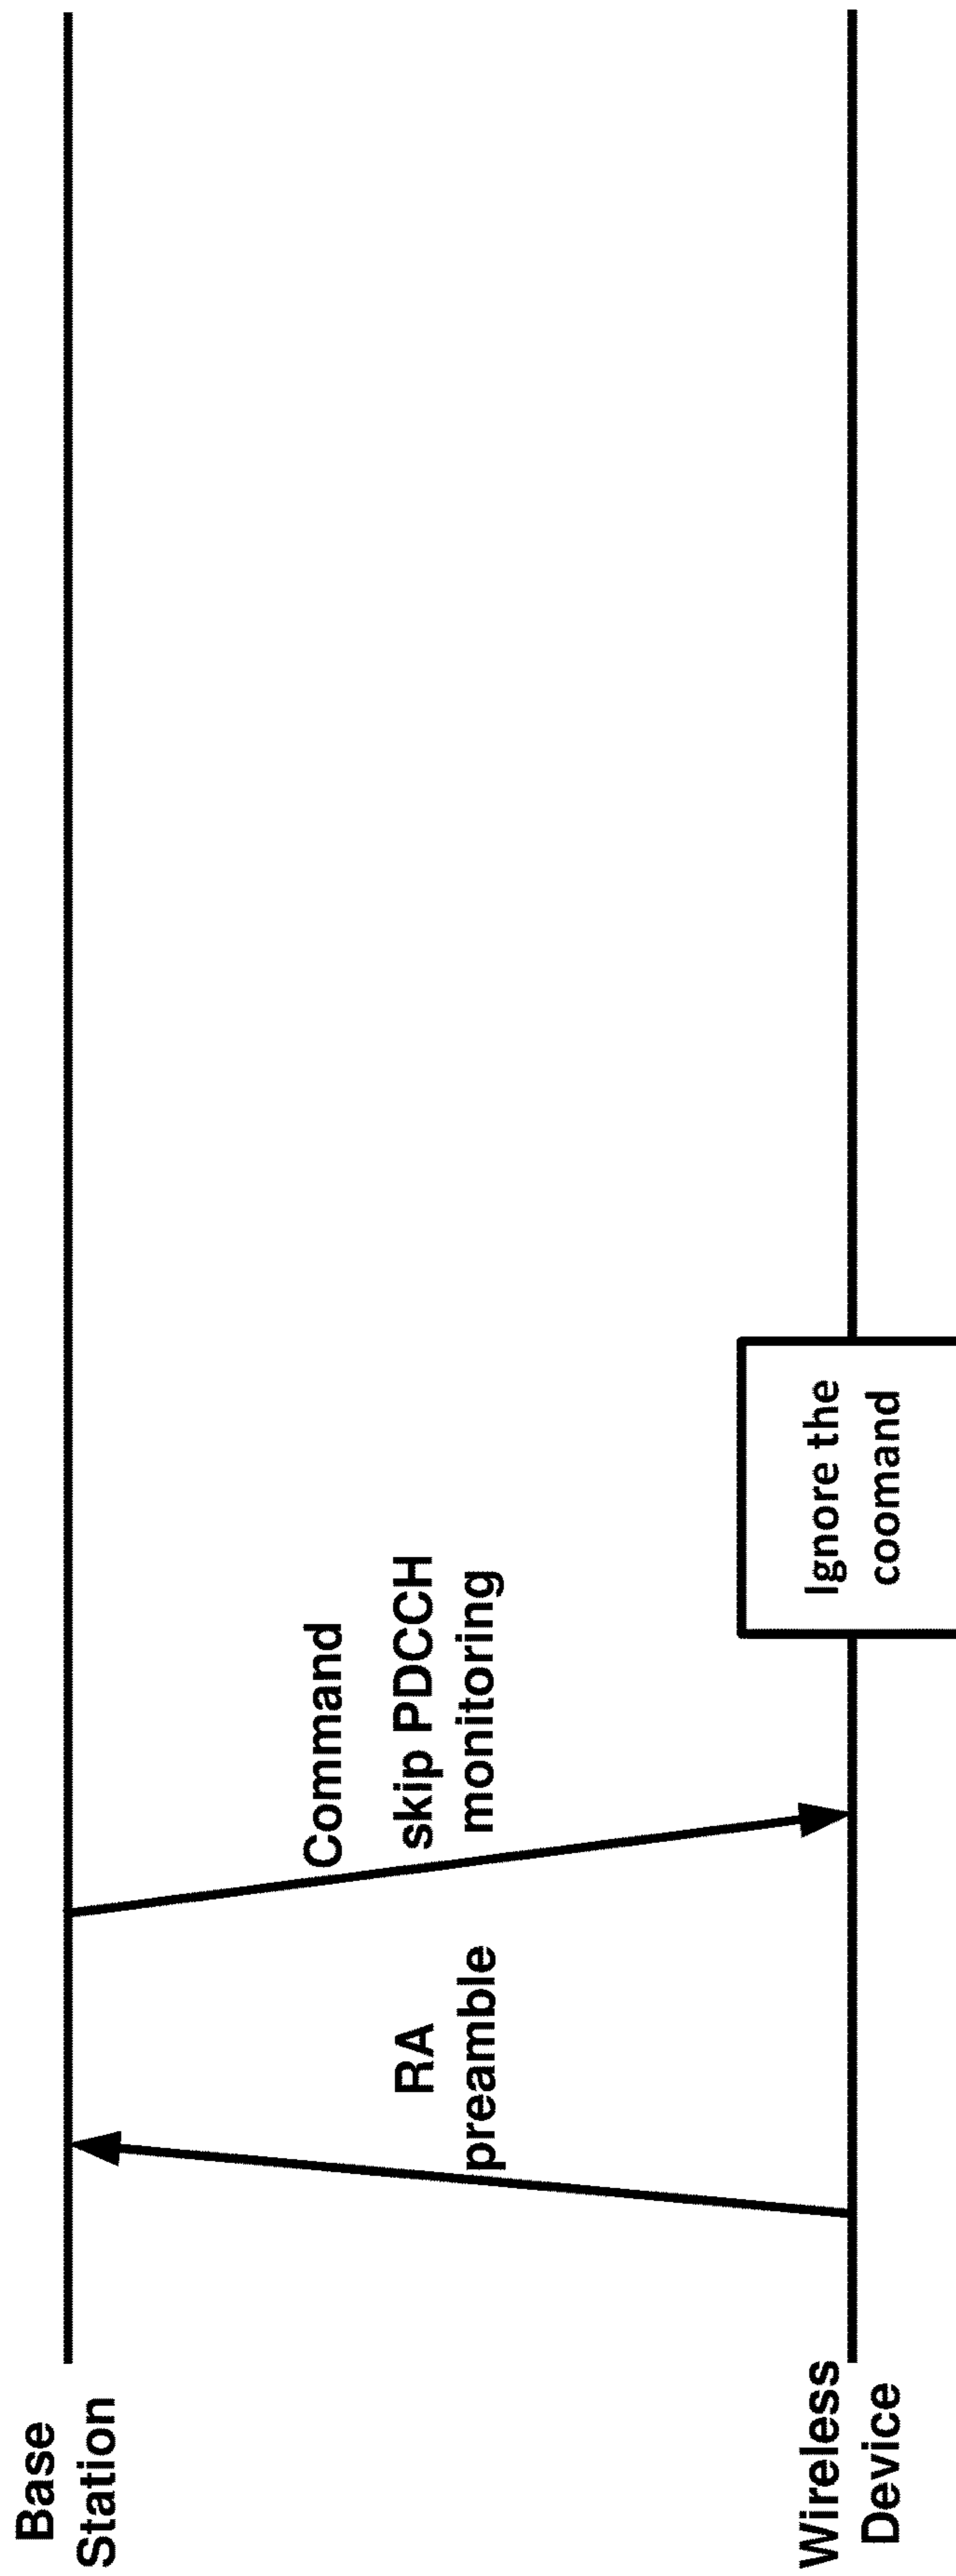 Base
Station
Wireless
Device
RA
preamble
Command
skip PDCCH
monitoring
Ignore the
coomand